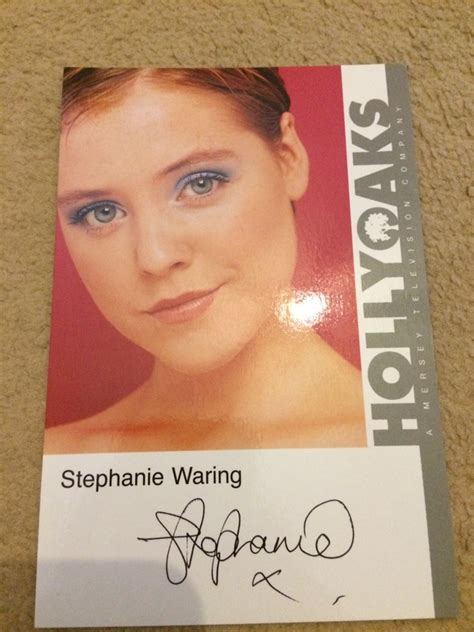 HOLLYOAKS
A MERSEY TELEVISION COMPANY
Stephanie Waring
Stephanie
x